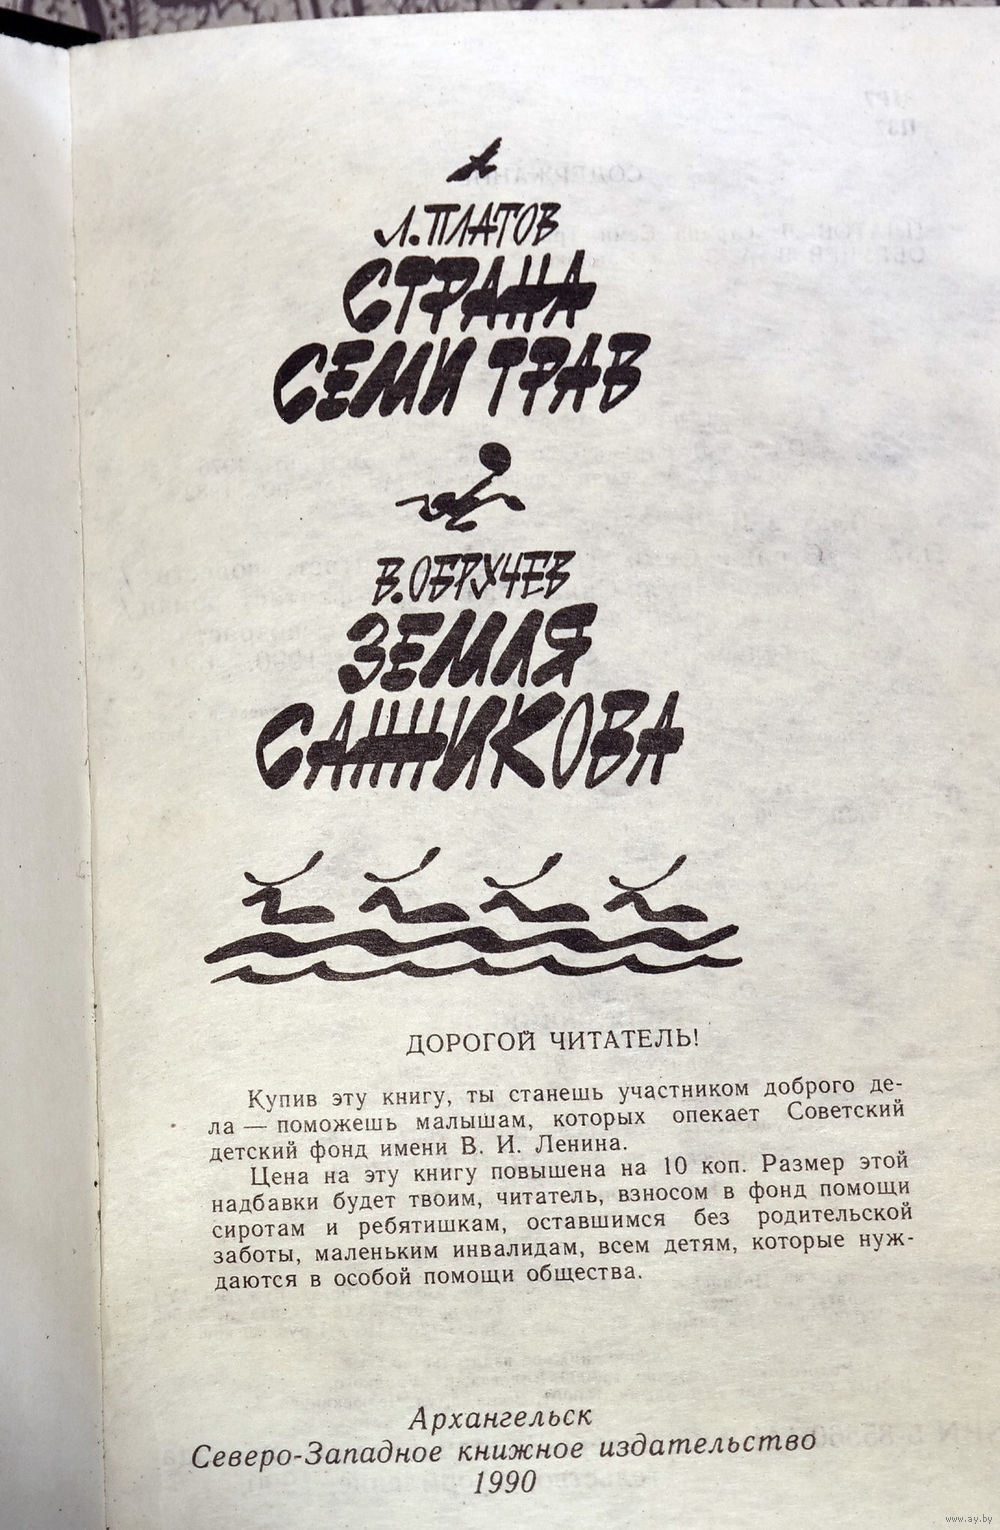 Л. ПЛАТОВ
СТРАНА
СЕМИ ТРАВ
В. ОБРУЧЕВ
ЗЕМЛЯ
САННИКОВА
ДОРОГОЙ ЧИТАТЕЛЬ!
Купив эту книгу, ты станешь участником доброго де-
ла — поможешь малышам, которых опекает Советский
детский фонд имени В. И. Ленина.
Цена на эту книгу повышена на 10 коп. Размер этой
надбавки будет твоим, читатель, взносом в фонд помощи
сиротам и ребятишкам, оставшимся без родительской
заботы, маленьким инвалидам, всем детям, которые нуж-
даются в особой помощи общества.
Архангельск
Северо-Западное книжное издательство
1990
www.ay.by